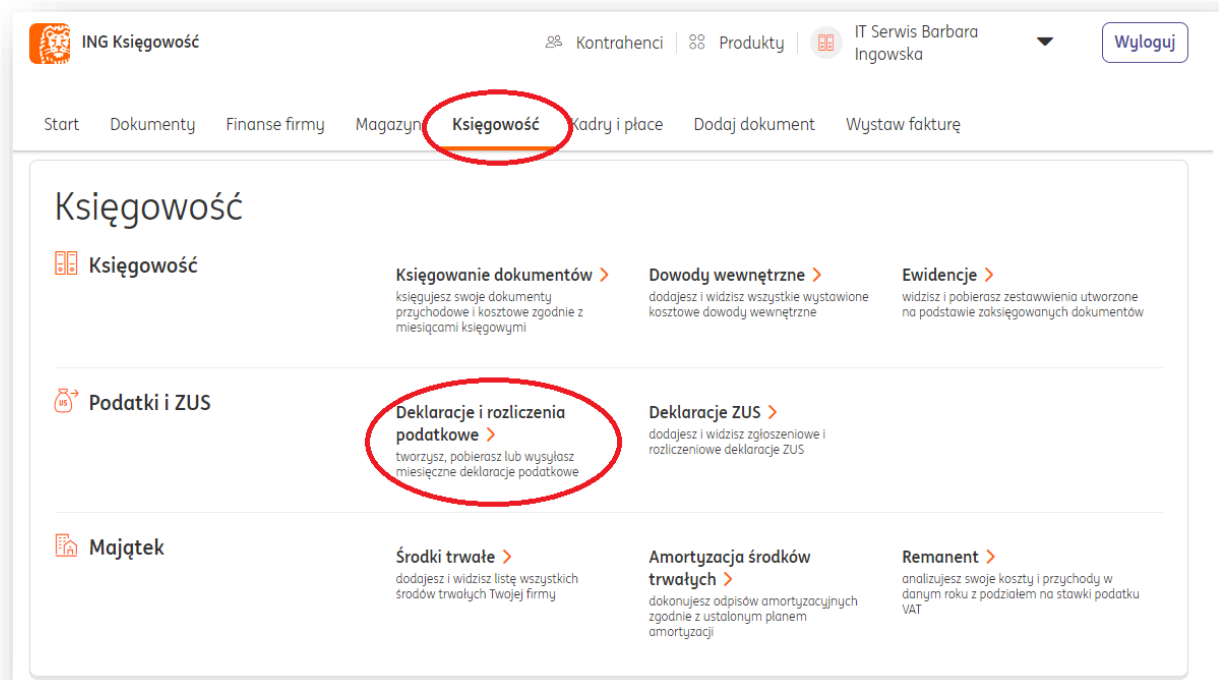 ING Księgowość
Kontrahenci
Produkty
IT Serwis Barbara
Ingowska
Wyloguj
Start
Dokumenty
Finanse firmy
Magazyn
Księgowość
Kadry i płace
Dodaj dokument
Wystaw fakturę
Księgowość
Księgowość
Księgowanie dokumentów >
księgujesz swoje dokumenty
przychodowe i kosztowe zgodnie z
miesiącami księgowymi
Dowody wewnętrzne >
dodajesz i widzisz wszystkie wystawione
kosztowe dowody wewnętrzne
Ewidencje >
widzisz i pobierasz zestawwienia utworzone
na podstawie zaksięgowanych dokumentów
US
Podatki i ZUS
Deklaracje i rozliczenia
podatkowe >
tworzysz, pobierasz lub wysyłasz
miesięczne deklaracje podatkowe
Deklaracje ZUS >
dodajesz i widzisz zgłoszeniowe i
rozliczeniowe deklaracje ZUS
Majątek
Środki trwałe >
dodajesz i widzisz listę wszystkich
środów trwałych Twojej firmy
Amortyzacja środków
trwałych >
dokonujesz odpisów amortyzacyjnych
zgodnie z ustalonym planem
amortyzacji
Remanent >
analizujesz swoje koszty i przychody w
danym roku z podziałem na stawki podatku
VAT